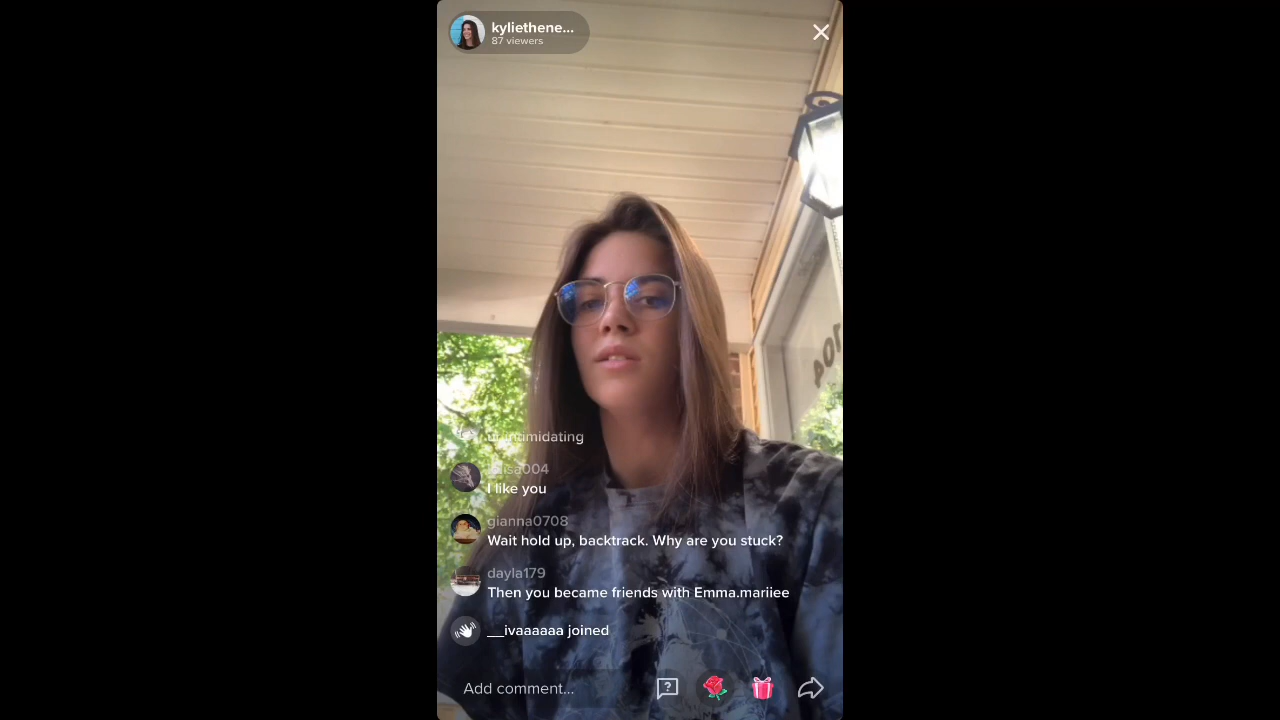 kyliethene...
87 viewers
704
I like you
gianna0708
Wait hold up, backtrack. Why are you stuck?
dayla179
Then you became friends with Emma.mariiee
__ivaaaaaa joined
Add comment...